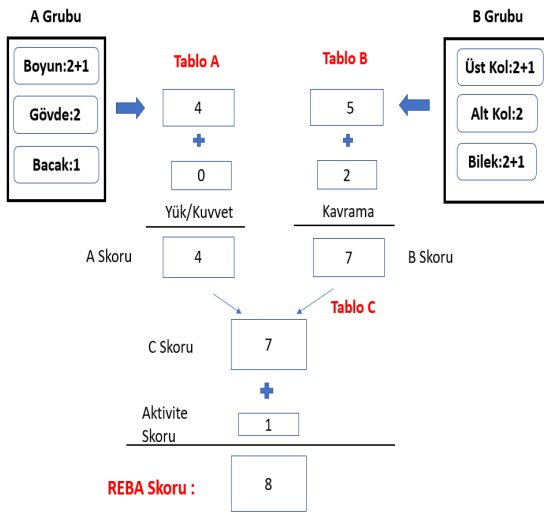 A Grubu
B Grubu
Tablo A
Tablo B
Boyun:2+1
Gövde:2
Bacak:1
Üst Kol:2+1
Alt Kol:2
Bilek:2+1
4
5
0
2
Yük/Kuvvet
Kavrama
A Skoru
4
7
B Skoru
Tablo C
C Skoru
7
Aktivite
Skoru
1
REBA Skoru :
8